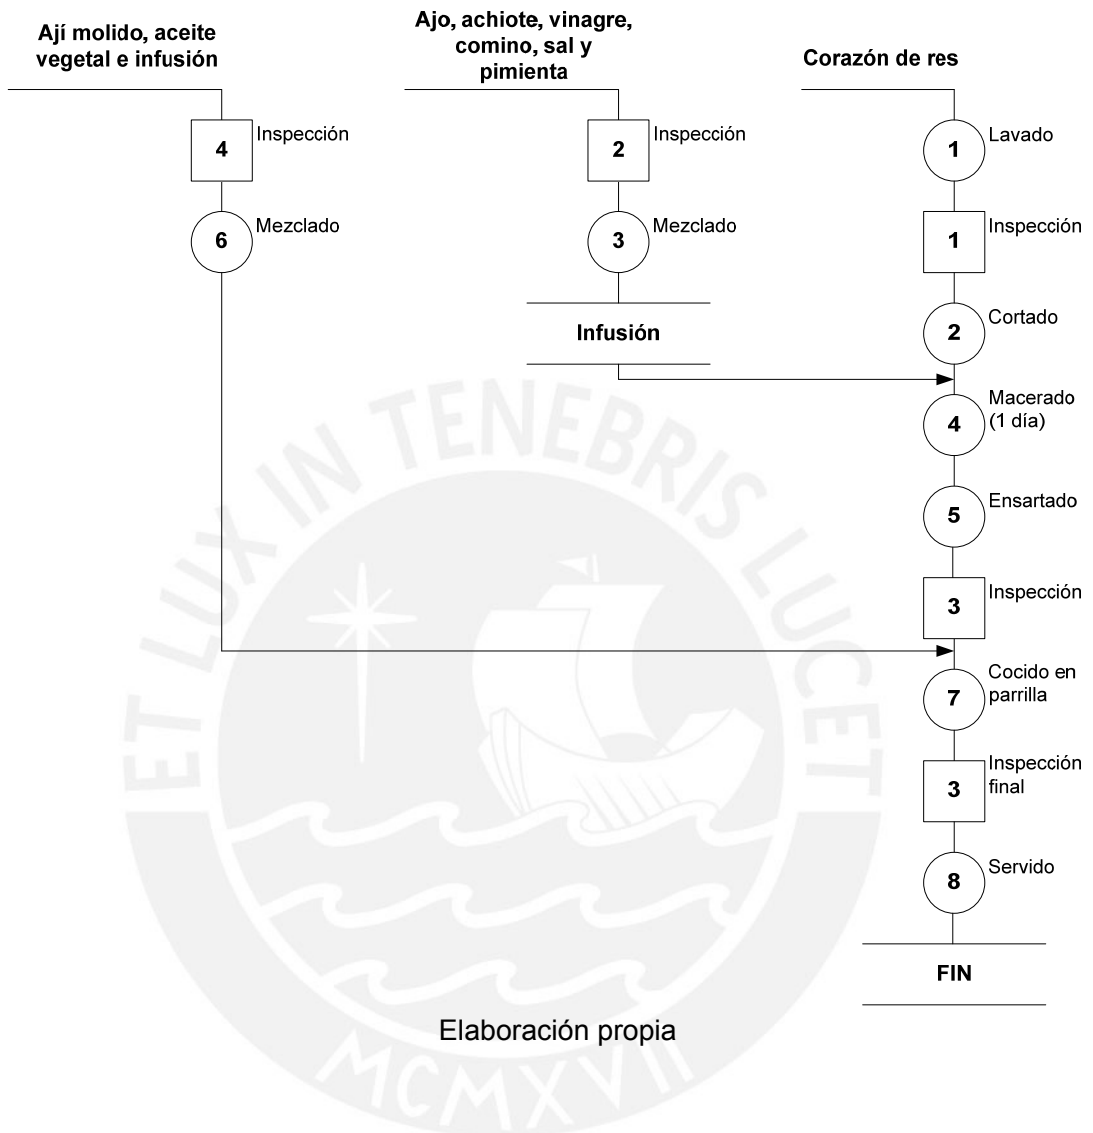 Ají molido, aceite
vegetal e infusión
4
Inspección
6
Mezclado
Ajo, achiote, vinagre,
comino, sal y
pimienta
2
Inspección
3
Mezclado
Infusión
Corazón de res
1
Lavado
1
Inspección
2
Cortado
4
Macerado
(1 día)
5
Ensartado
3
Inspección
7
Cocido en
parrilla
3
Inspección
final
8
Servido
FIN
Elaboración propia
ET LUX IN TENEBRIS LUCET
MCMXVII